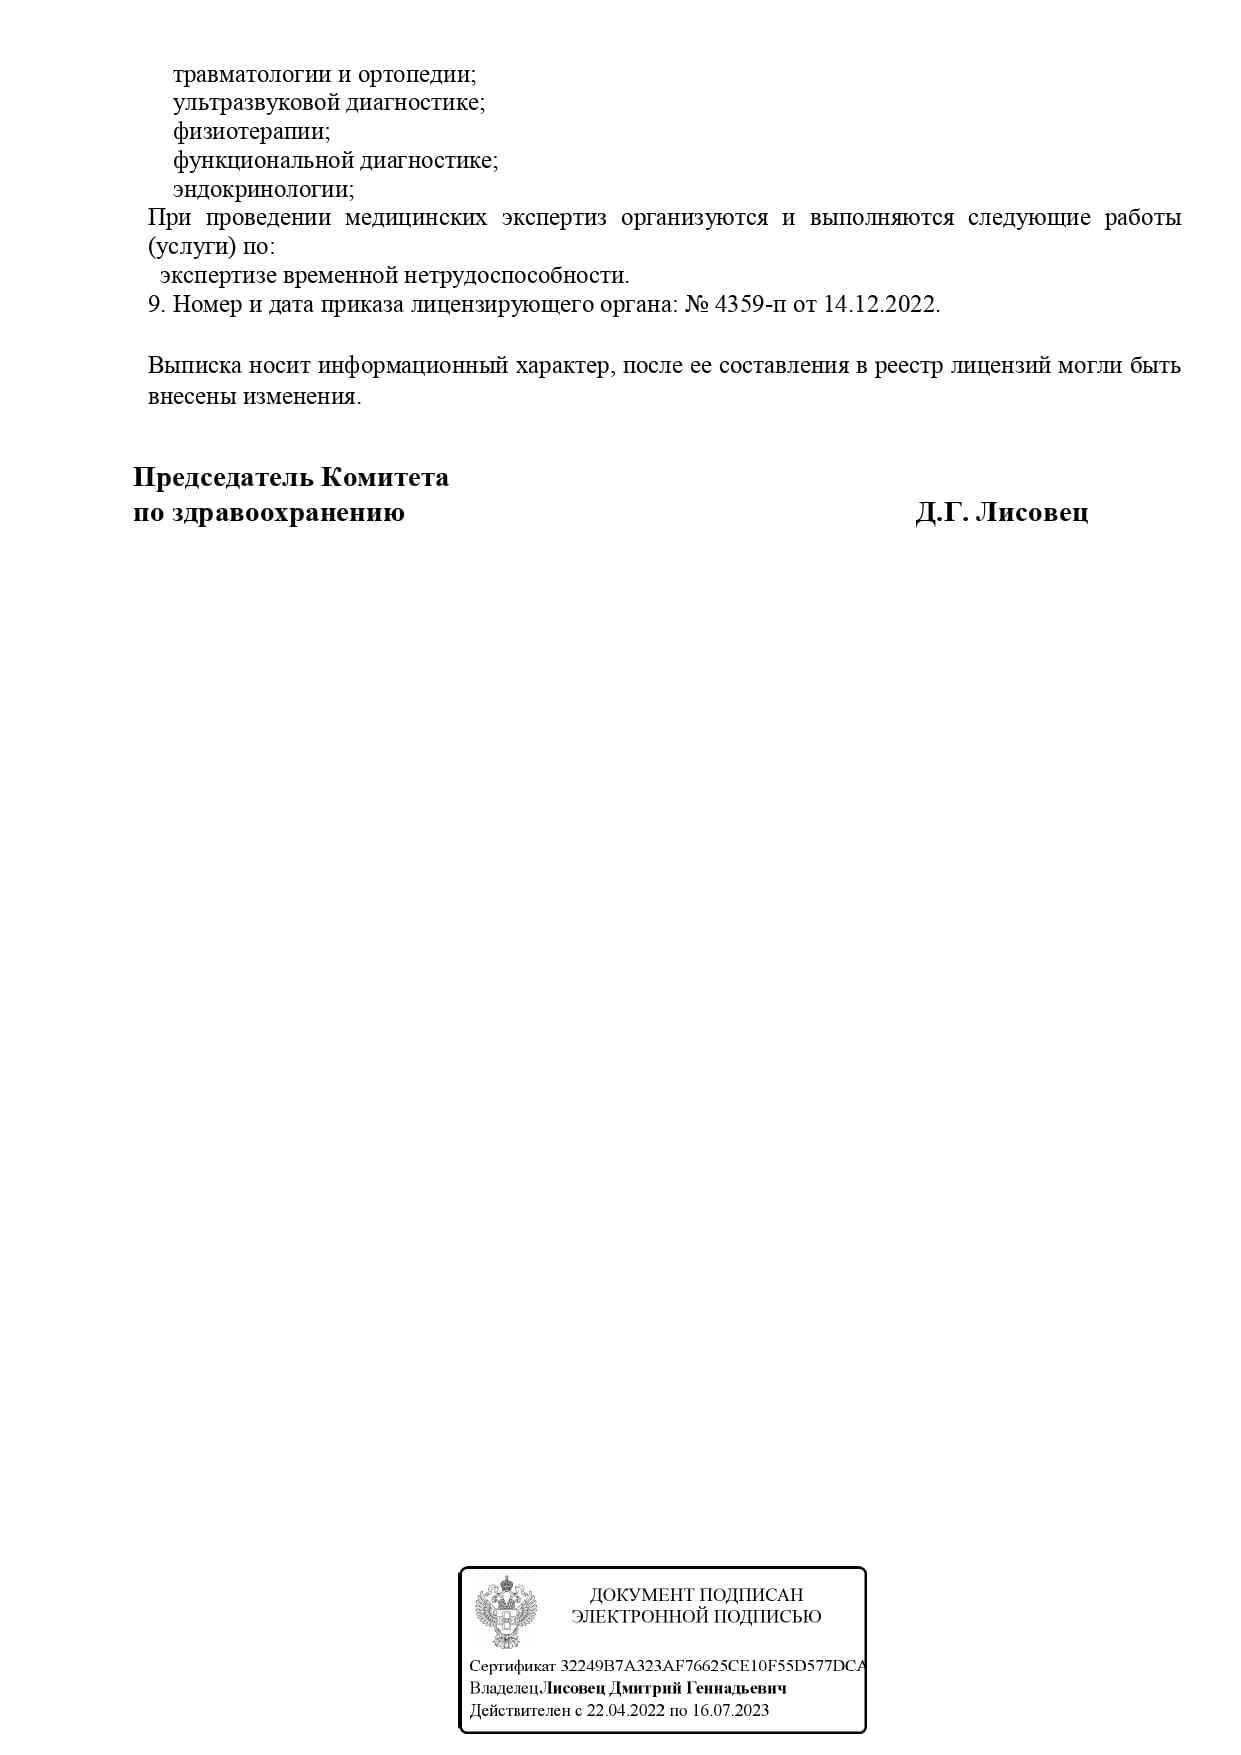 травматологии и ортопедии;
ультразвуковой диагностике;
физиотерапии;
функциональной диагностике;
эндокринологии;
При проведении медицинских экспертиз организуются и выполняются следующие работы
(услуги) по:
экспертизе временной нетрудоспособности.
9. Номер и дата приказа лицензирующего органа: № 4359-п от 14.12.2022.
Выписка носит информационный характер, после ее составления в реестр лицензий могли быть
внесены изменения.
Председатель Комитета
по здравоохранению Д.Г. Лисовец
ДОКУМЕНТ ПОДПИСАН
ЭЛЕКТРОННОЙ ПОДПИСЬЮ
Сертификат 32249B7A323AF76625CE10F55D577DCA
Владелец Лисовец Дмитрий Геннадьевич
Действителен с 22.04.2022 по 16.07.2023